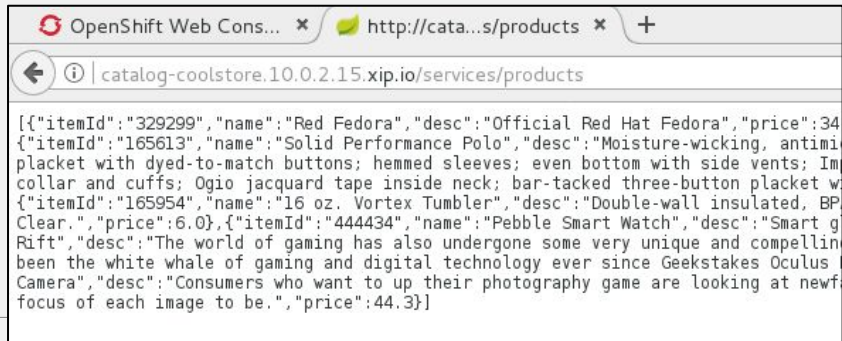 OpenShift Web Cons... × http://cata...s/products × +
catalog-coolstore.10.0.2.15.xip.io/services/products
[{"itemId":"329299","name":"Red Fedora","desc":"Official Red Hat Fedora","price":34
{"itemId":"165613","name":"Solid Performance Polo","desc":"Moisture-wicking,
placket with dyed-to-match buttons; hemmed sleeves; even bottom with side vents;
collar and cuffs; Ogio jacquard tape inside neck; bar-tacked three-button placket
{"itemId":"165954","name":"16 oz. Vortex Tumbler","desc":"Double-wall insulated,
Clear.","price":6.0},{"itemId":"444434","name":"Pebble Smart Watch","desc":"Smart
Rift","desc":"The world of gaming has also undergone some very unique and
been the white whale of gaming and digital technology ever since Geekstakes Oculus
Camera","desc":"Consumers who want to up their photography game are looking at
focus of each image to be.","price":44.3}]